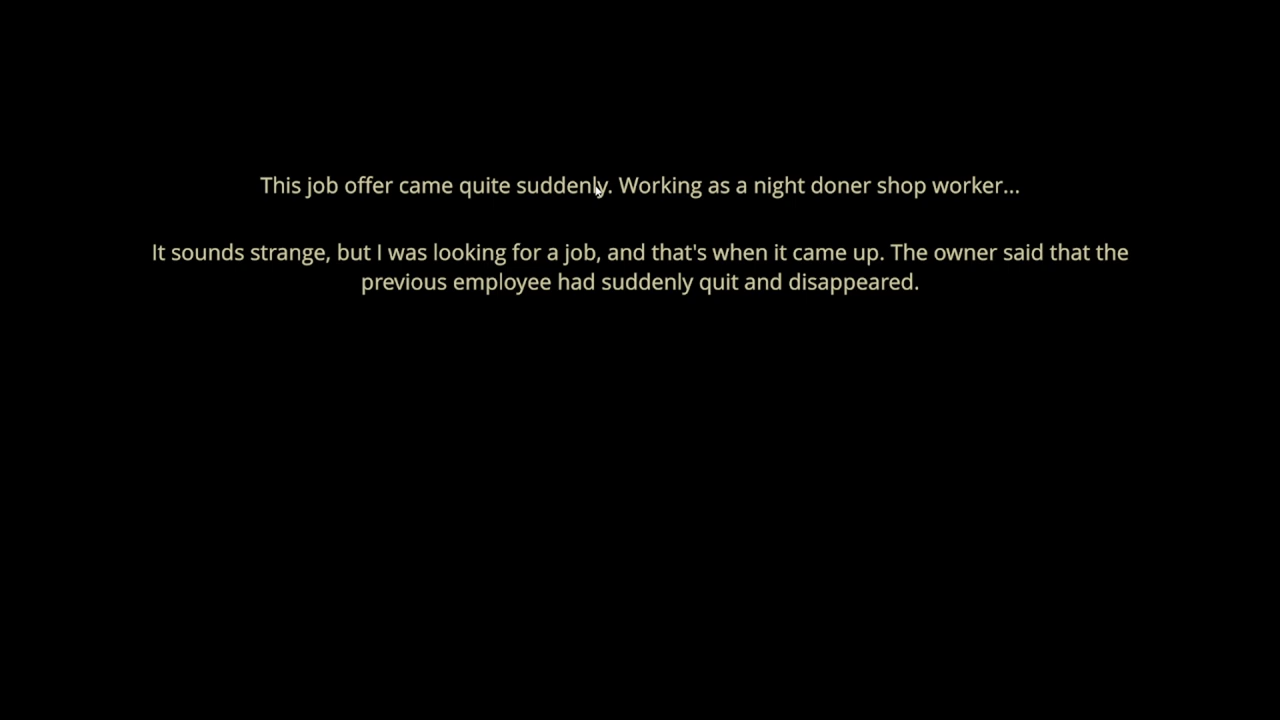 This job offer came quite suddenly. Working as a night doner shop worker...
It sounds strange, but I was looking for a job, and that's when it came up. The owner said that the
previous employee had suddenly quit and disappeared.